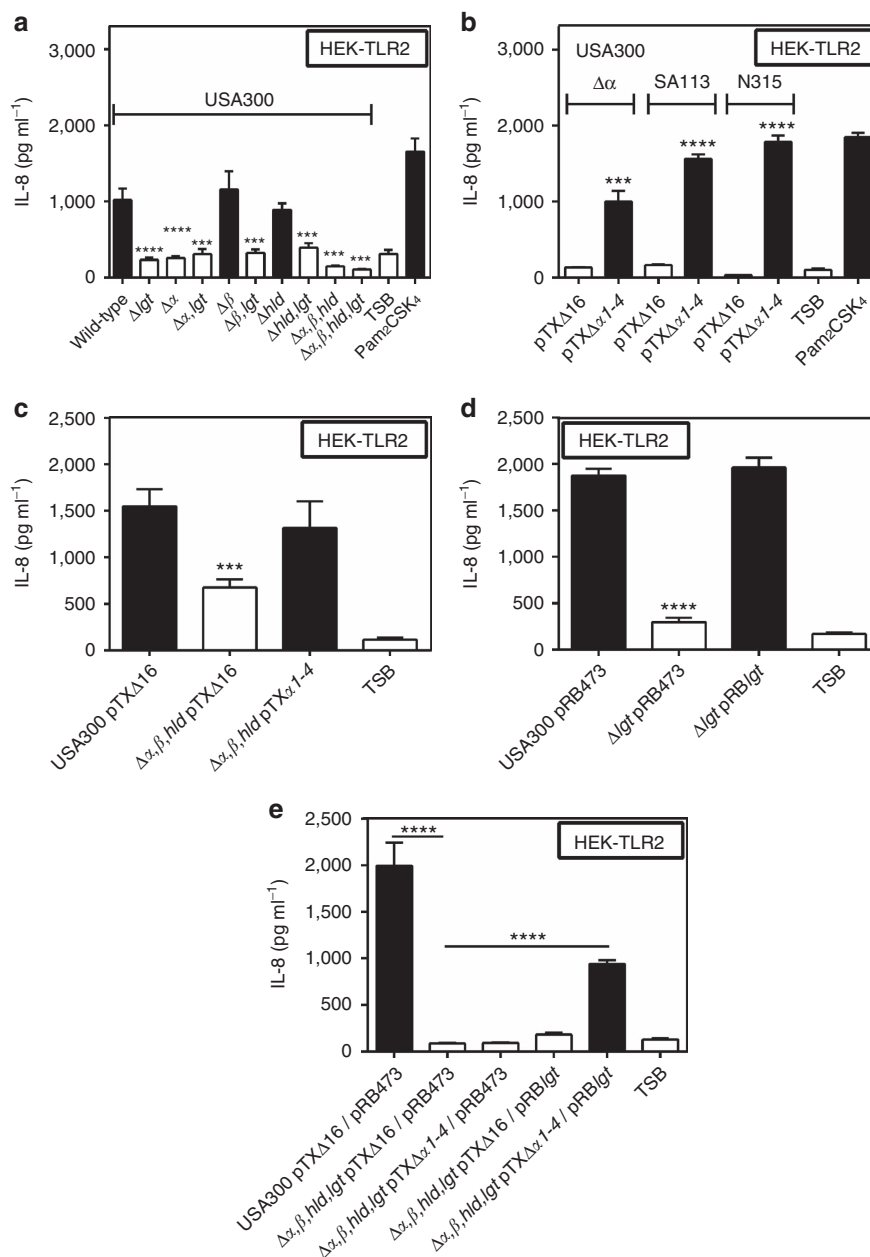 a
HEK-TLR2
USA300
3,000
2,000
1,000
0
IL-8 (pg ml⁻¹)
**** **** *** *** *** *** ***
Wild-type
Δlgt
Δα
Δα,lgt
Δβ
Δβ,lgt
Δhld
Δhld,lgt
Δα,β,hld
Δα,β,hld,lgt
TSB
Pam₂CSK₄
b
HEK-TLR2
USA300
Δα SA113 N315
3,000
2,000
1,000
0
IL-8 (pg ml⁻¹)
*** **** ****
pTXΔ16
pTXΔα1-4
pTXΔ16
pTXΔα1-4
pTXΔ16
pTXΔα1-4
TSB
Pam₂CSK₄
c
HEK-TLR2
2,500
2,000
1,500
1,000
500
0
IL-8 (pg ml⁻¹)
***
USA300 pTXΔ16
Δα,β,hld pTXΔ16
Δα,β,hld pTXα1-4
TSB
d
HEK-TLR2
2,500
2,000
1,500
1,000
500
0
IL-8 (pg ml⁻¹)
****
USA300 pRB473
Δlgt pRB473
Δlgt pRBlgt
TSB
e
HEK-TLR2
2,500
2,000
1,500
1,000
500
0
IL-8 (pg ml⁻¹)
****
****
USA300 pTXΔ16 / pRB473
Δα,β,hld,lgt pTXΔ16 / pRB473
Δα,β,hld,lgt pTXΔα1-4 / pRB473
Δα,β,hld,lgt pTXΔ16 / pRBlgt
Δα,β,hld,lgt pTXΔα1-4 / pRBlgt
TSB